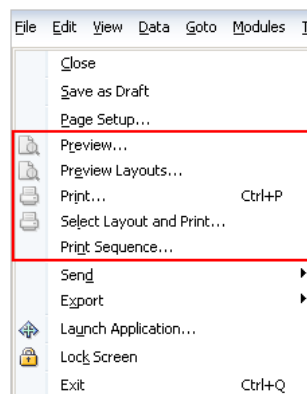 File Edit View Data Goto Modules
Close
Save as Draft
Page Setup...
Preview...
Preview Layouts...
Print... Ctrl+P
Select Layout and Print...
Print Sequence...
Send
Export
Launch Application...
Lock Screen
Exit Ctrl+Q